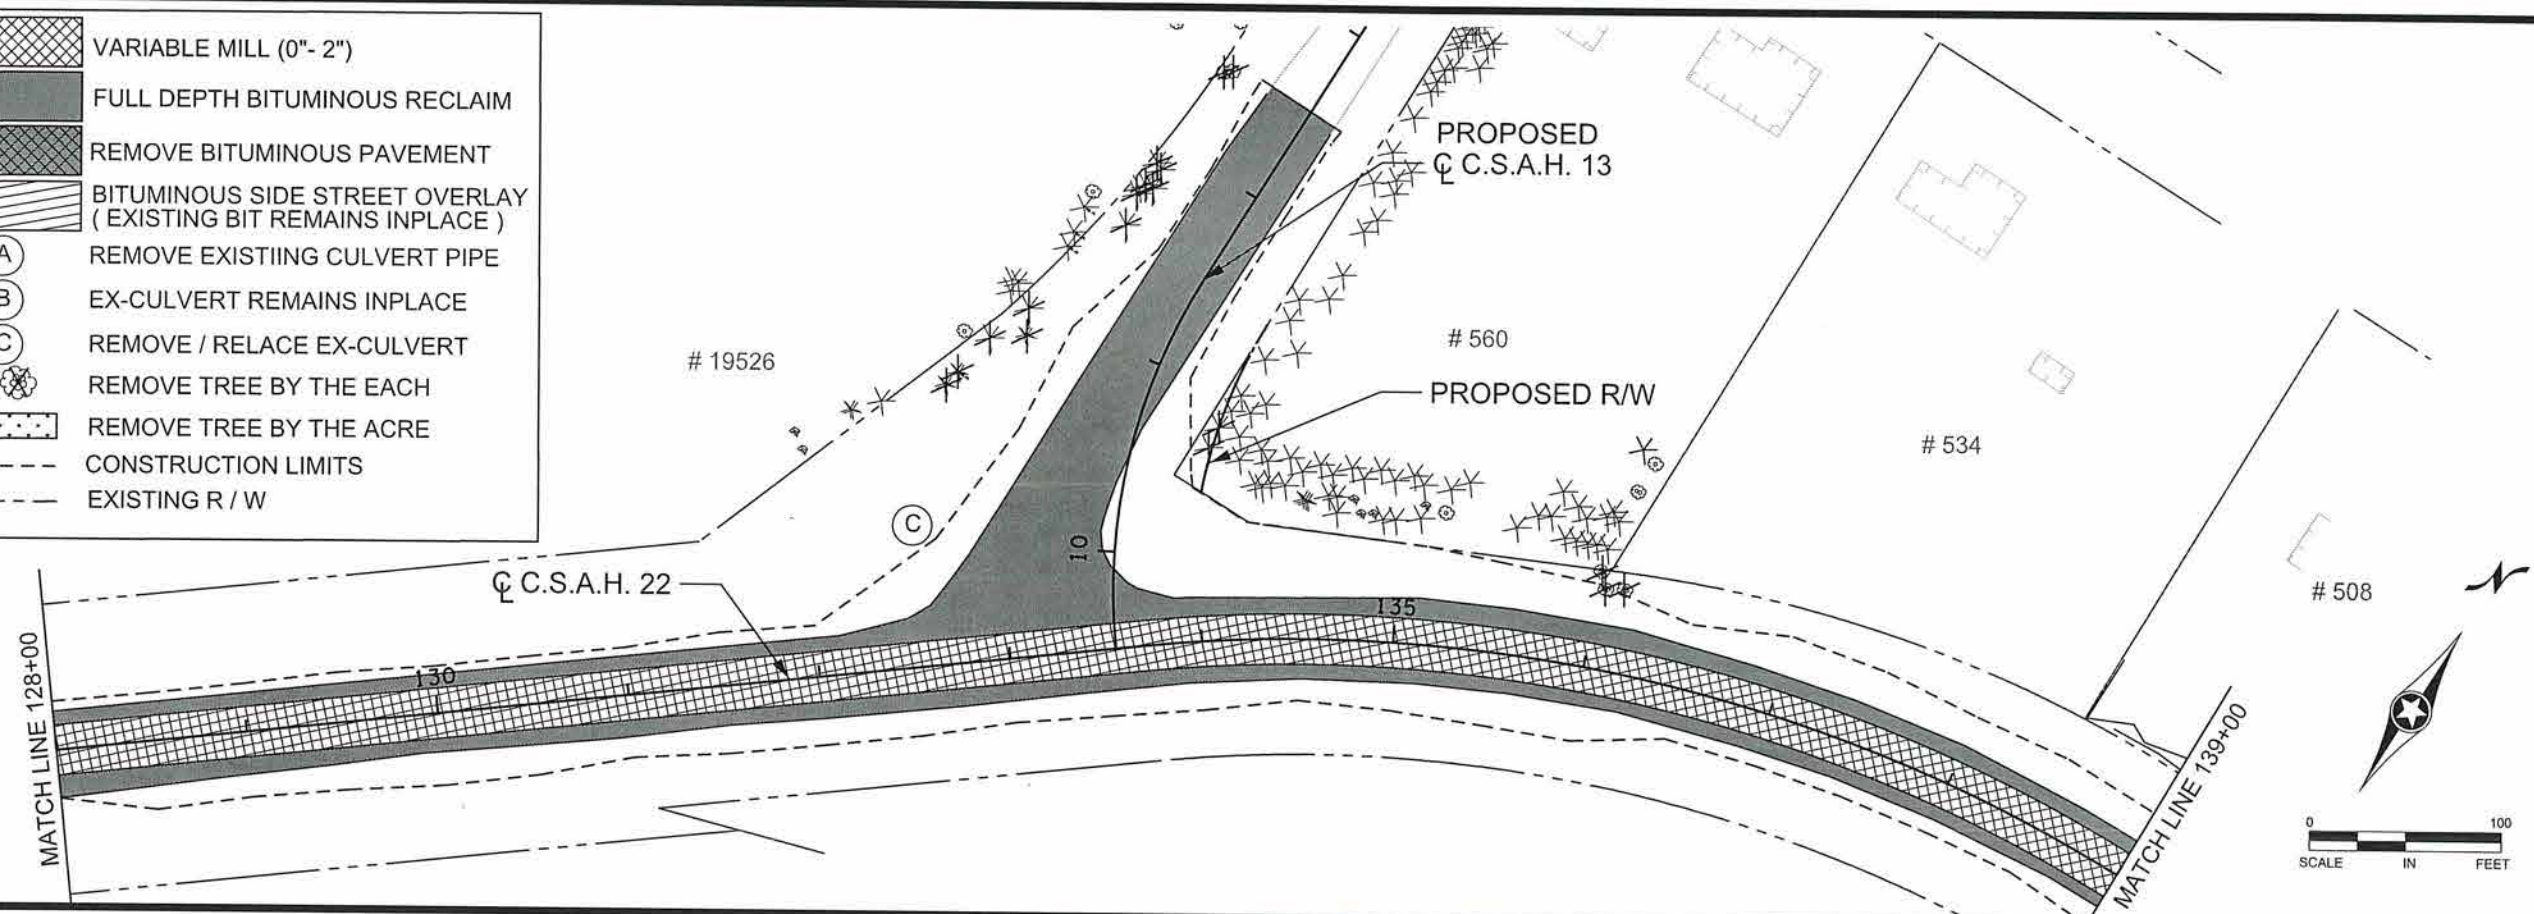 VARIABLE MILL (0"- 2")
FULL DEPTH BITUMINOUS RECLAIM
REMOVE BITUMINOUS PAVEMENT
BITUMINOUS SIDE STREET OVERLAY
( EXISTING BIT REMAINS INPLACE )
A REMOVE EXISTIING CULVERT PIPE
B EX-CULVERT REMAINS INPLACE
C REMOVE / RELACE EX-CULVERT
REMOVE TREE BY THE EACH
REMOVE TREE BY THE ACRE
CONSTRUCTION LIMITS
EXISTING R / W
PROPOSED
℄ C.S.A.H. 13
# 19526
# 560
PROPOSED R/W
# 534
C
10
℄ C.S.A.H. 22
# 508
135
130
MATCH LINE 128+00
MATCH LINE 139+00
N
0 100
SCALE IN FEET